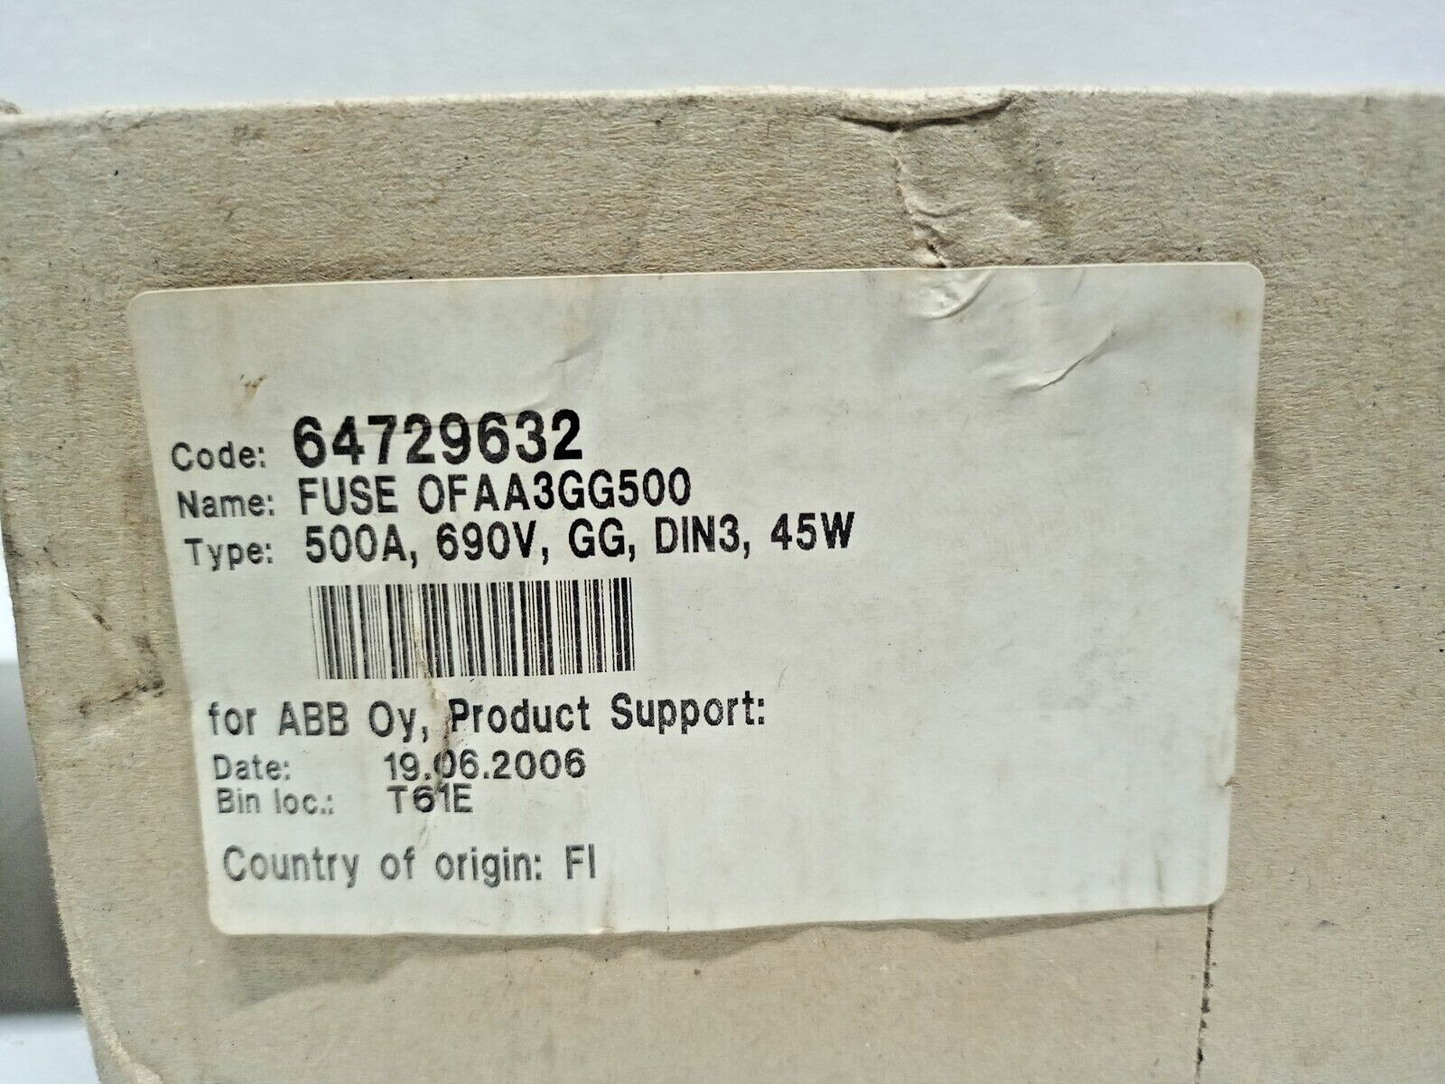 Code: 64729632
Name: FUSE OFAA3GG500
Type: 500A, 690V, GG, DIN3, 45W
for ABB Oy, Product Support:
Date: 19.06.2006
Bin loc.: T61E
Country of origin: FI